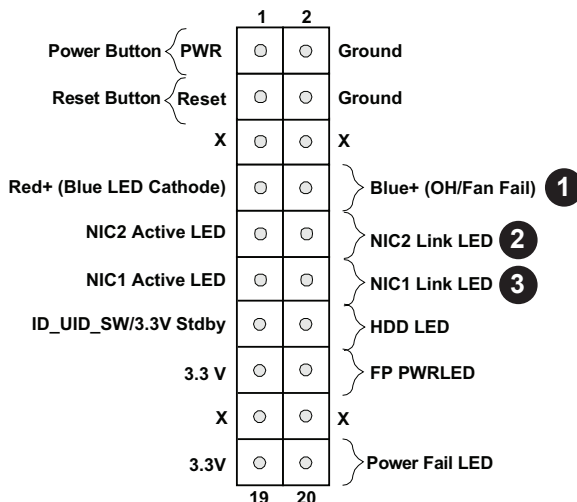 1 2
Power Button PWR Ground
Reset Button Reset Ground
X X
Red+ (Blue LED Cathode) Blue+ (OH/Fan Fail) 1
NIC2 Active LED NIC2 Link LED 2
NIC1 Active LED NIC1 Link LED 3
ID_UID_SW/3.3V Stdby HDD LED
3.3 V FP PWRLED
X X
3.3V Power Fail LED
19 20